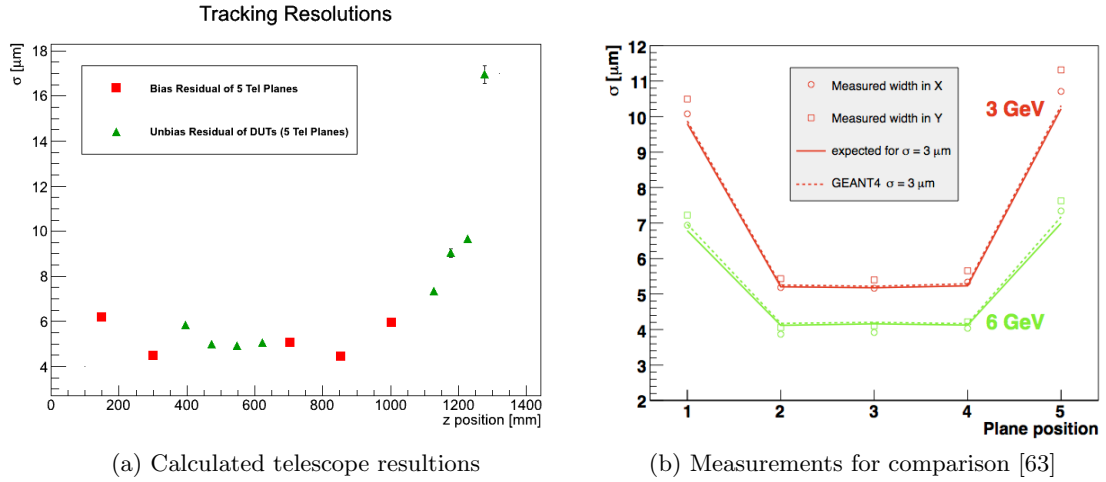 Tracking Resolutions
σ [μm]
18
16
14
12
10
8
6
4
Bias Residual of 5 Tel Planes
Unbias Residual of DUTs (5 Tel Planes)
0 200 400 600 800 1000 1200 1400
z position [mm]
(a) Calculated telescope resultions
σ [μm]
12
11
10
9
8
7
6
5
4
3
2
Measured width in X
Measured width in Y
expected for σ = 3 μm
GEANT4 σ = 3 μm
3 GeV
6 GeV
1 2 3 4 5
Plane position
(b) Measurements for comparison [63]